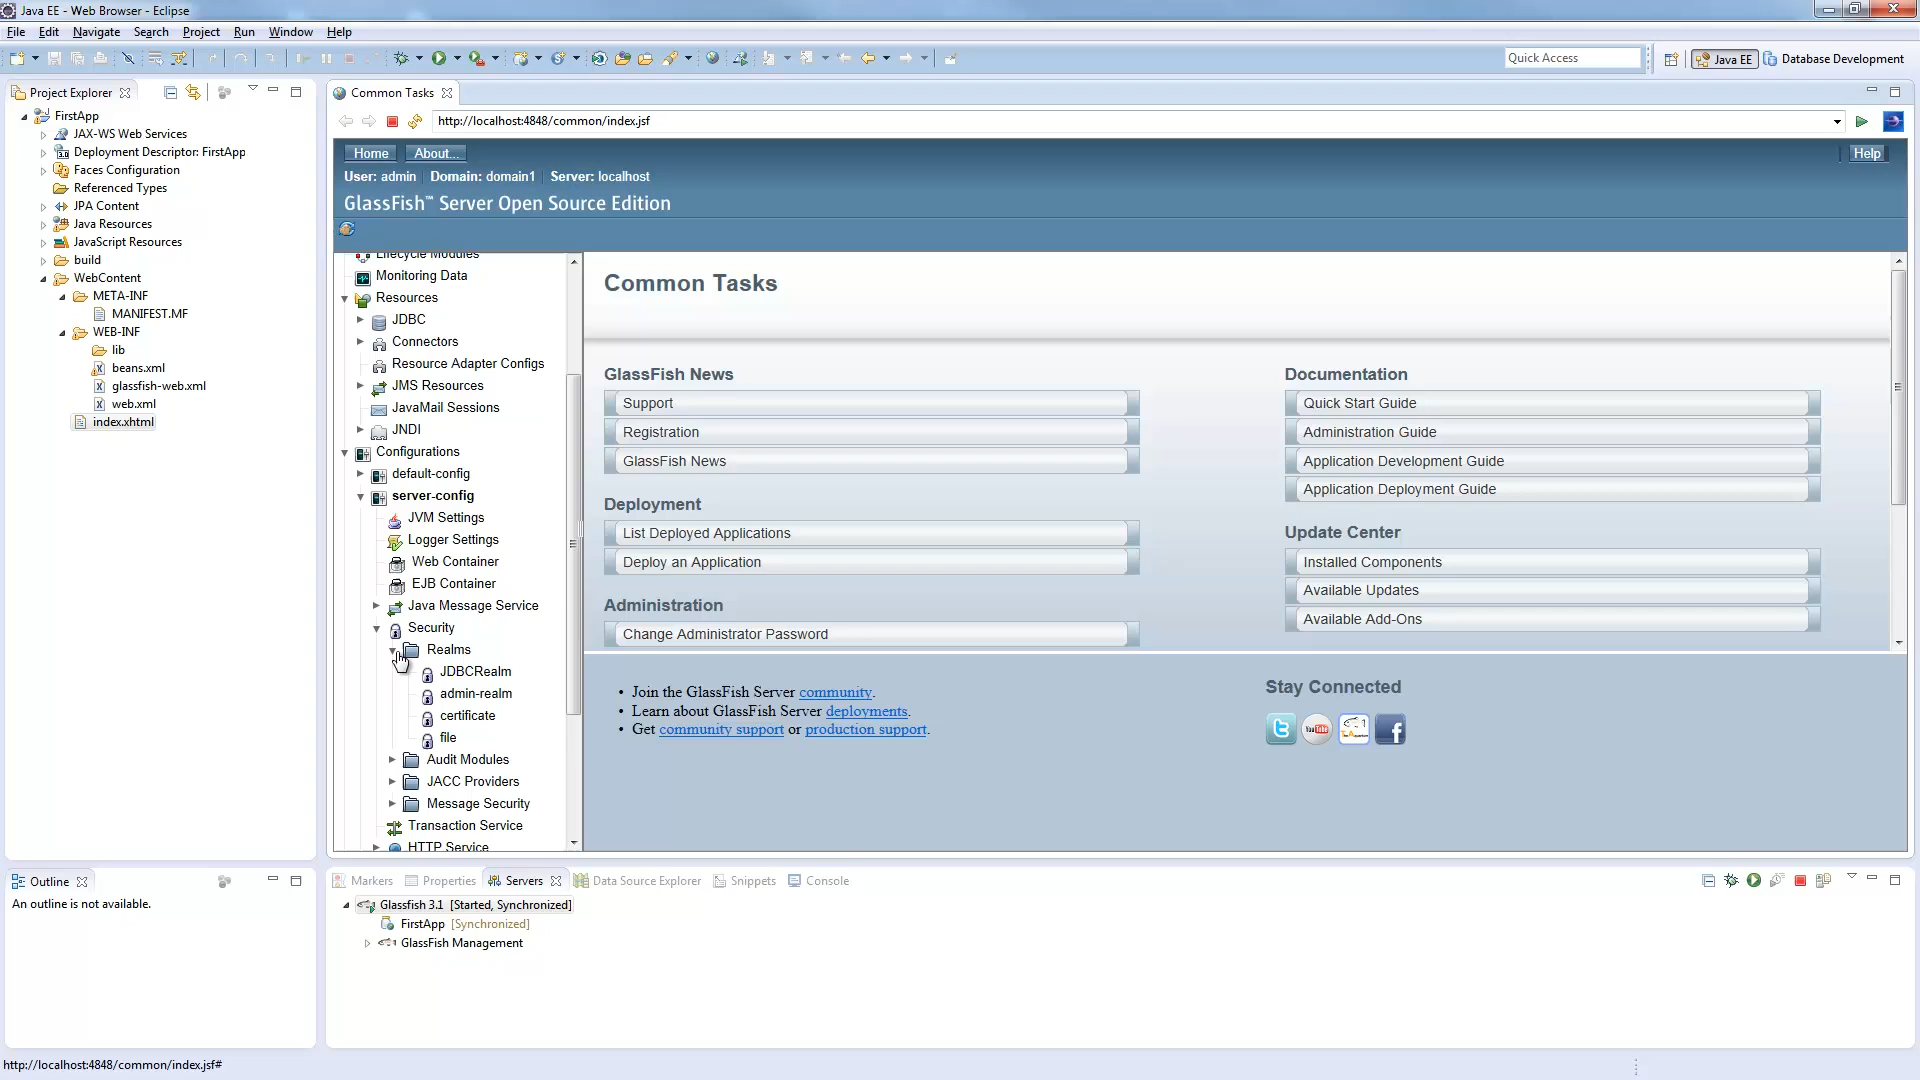 Java EE - Web Browser - Eclipse
File Edit Navigate Search Project Run Window Help
Quick Access
Java EE
Database Development
Project Explorer
FirstApp
JAX-WS Web Services
Deployment Descriptor: FirstApp
Faces Configuration
Referenced Types
JPA Content
Java Resources
JavaScript Resources
build
WebContent
META-INF
MANIFEST.MF
WEB-INF
lib
beans.xml
glassfish-web.xml
web.xml
index.xhtml
Common Tasks
http://localhost:4848/common/index.jsf
Home About... Help
User: admin Domain: domain1 Server: localhost
GlassFish™ Server Open Source Edition
Lifecycle Modules
Monitoring Data
Resources
JDBC
Connectors
Resource Adapter Configs
JMS Resources
JavaMail Sessions
JNDI
Configurations
default-config
server-config
JVM Settings
Logger Settings
Web Container
EJB Container
Java Message Service
Security
Realms
JDBCRealm
admin-realm
certificate
file
Audit Modules
JACC Providers
Message Security
Transaction Service
HTTP Service
Common Tasks
GlassFish News
Support
Registration
GlassFish News
Deployment
List Deployed Applications
Deploy an Application
Administration
Change Administrator Password
Documentation
Quick Start Guide
Administration Guide
Application Development Guide
Application Deployment Guide
Update Center
Installed Components
Available Updates
Available Add-Ons
• Join the GlassFish Server community.
• Learn about GlassFish Server deployments.
• Get community support or production support.
Stay Connected
Outline
An outline is not available.
Markers Properties Servers Data Source Explorer Snippets Console
Glassfish 3.1 [Started, Synchronized]
FirstApp [Synchronized]
GlassFish Management
http://localhost:4848/common/index.jsf#